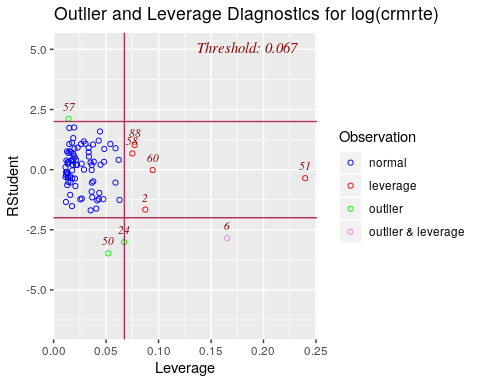 Outlier and Leverage Diagnostics for log(crmrte)
Threshold: 0.067
5.0
2.5
0.0
-2.5
-5.0
RStudent
57
88
58
60
51
2
6
24
50
0.00 0.05 0.10 0.15 0.20 0.25
Leverage
Observation
normal
leverage
outlier
outlier & leverage